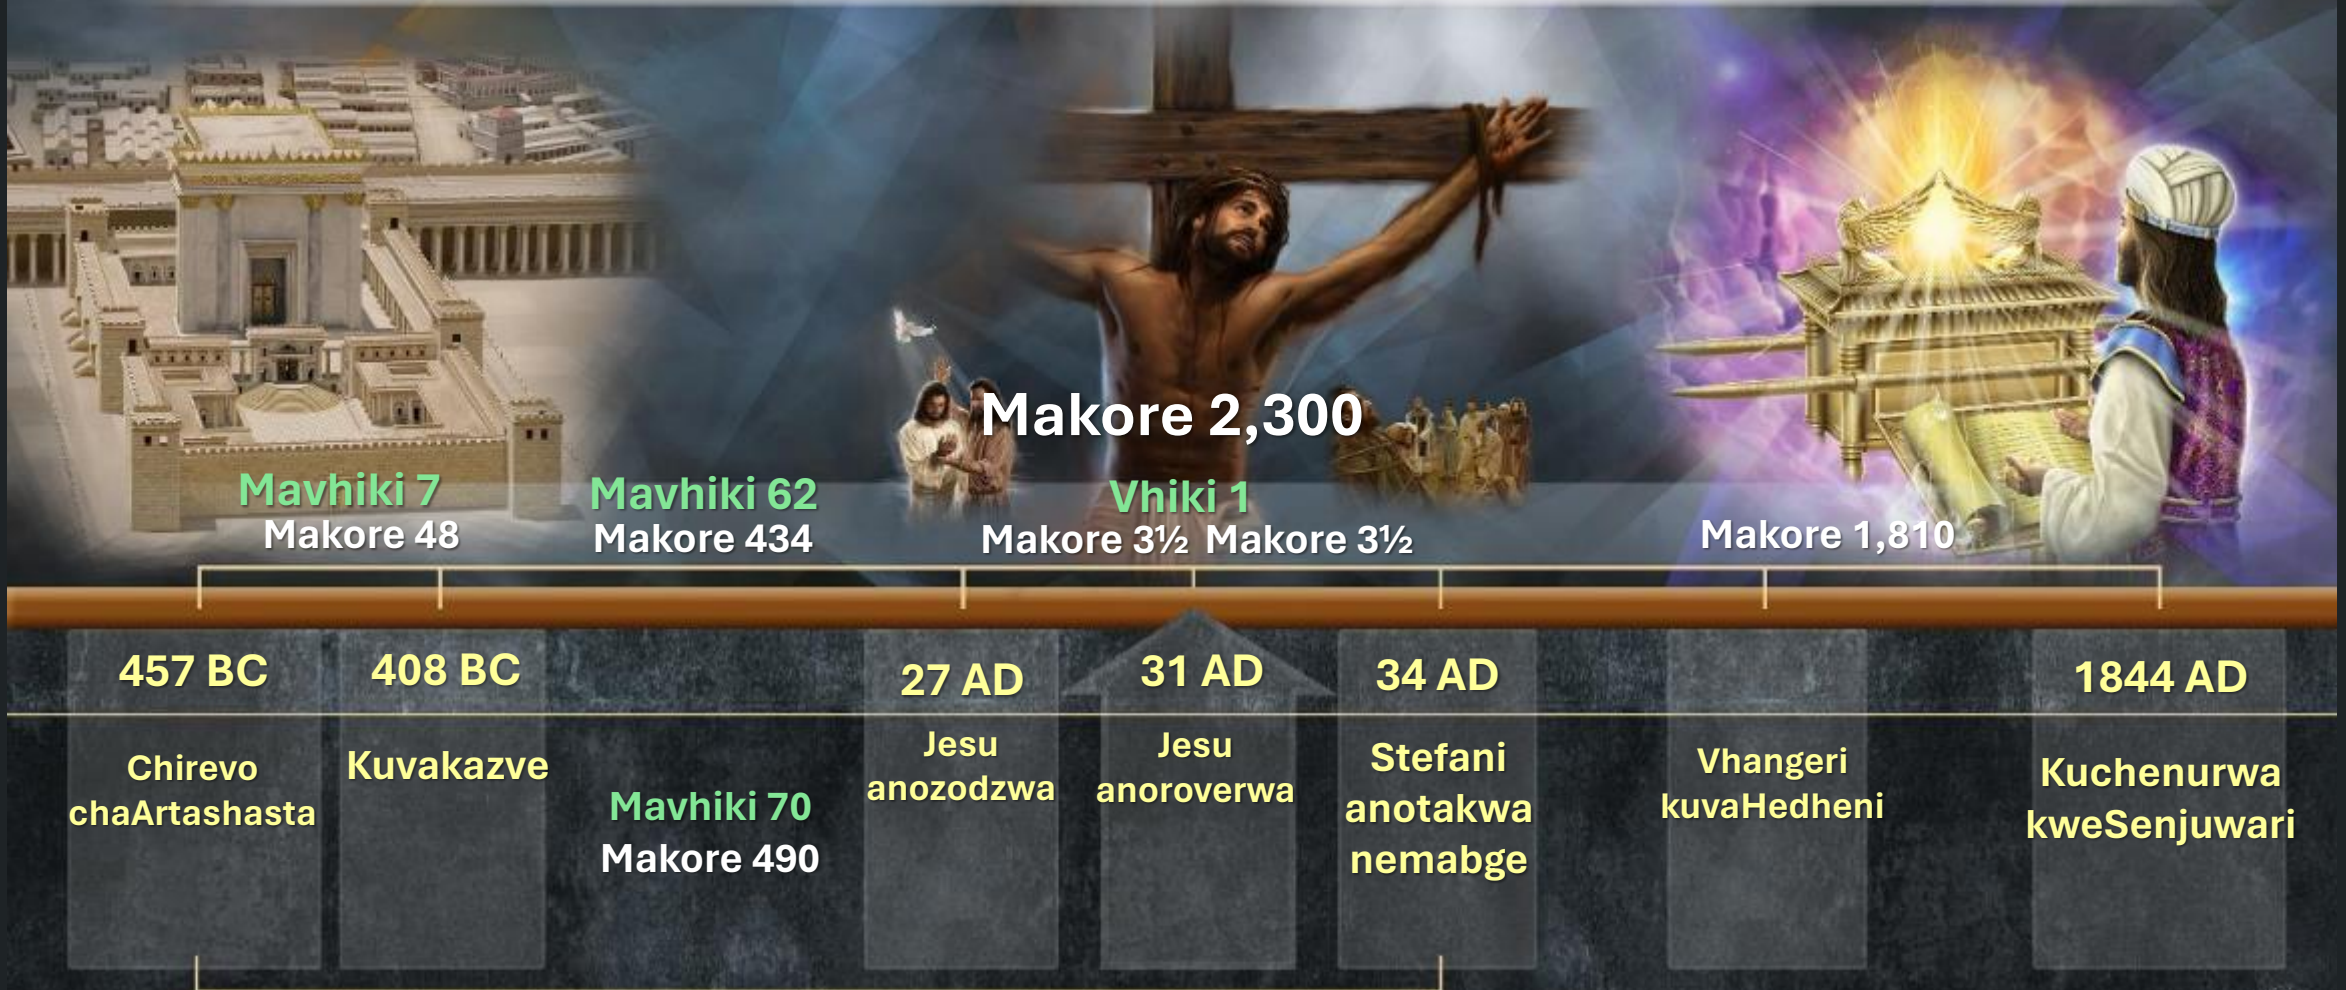 Makore 2,300
Mavhiki 7
Makore 48
Mavhiki 62
Makore 434
Vhiki 1
Makore 3½ Makore 3½
Makore 1,810
457 BC
Chirevo
chaArtashasta
408 BC
Kuvakazve
Mavhiki 70
Makore 490
27 AD
Jesu
anozodzwa
31 AD
Jesu
anoroverwa
34 AD
Stefani
anotakwa
nemabge
Vhangeri
kuvaHedheni
1844 AD
Kuchenurwa
kweSenjuwari